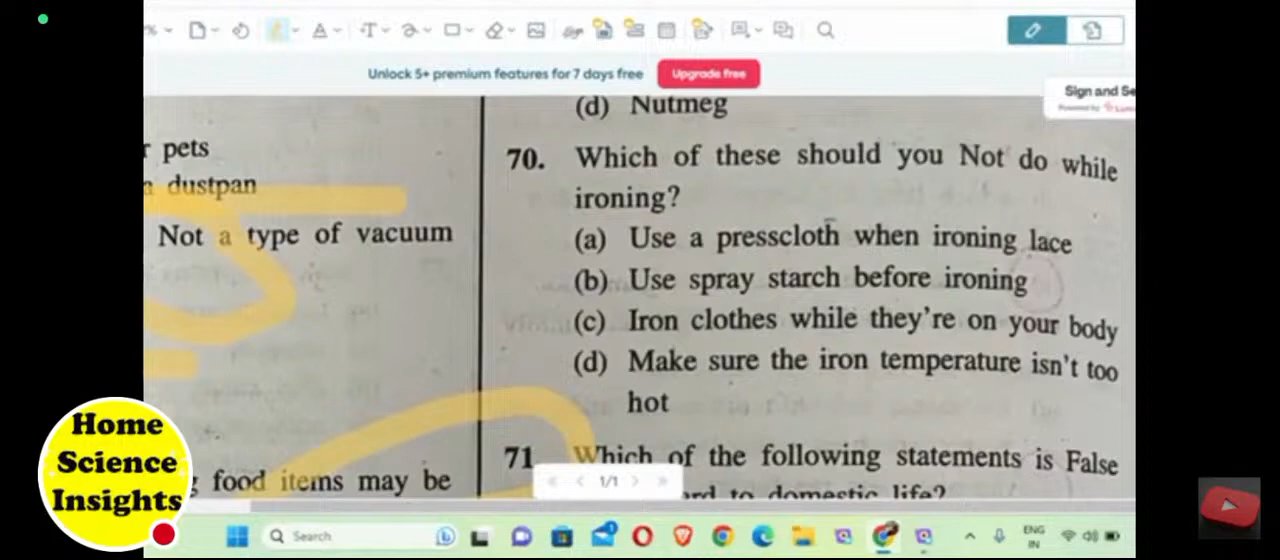 Unlock 5+ premium features for 7 days free
Upgrade free
Sign and Se
(d) Nutmeg
pets
dustpan
Not a type of vacuum
food items may be
70. Which of these should you Not do while
ironing?
(a) Use a presscloth when ironing lace
(b) Use spray starch before ironing
(c) Iron clothes while they're on your body
(d) Make sure the iron temperature isn't too
hot
71 Which of the following statements is False
to domestic life?
1/1
Home
Science
Insights
Search
ENG
IN